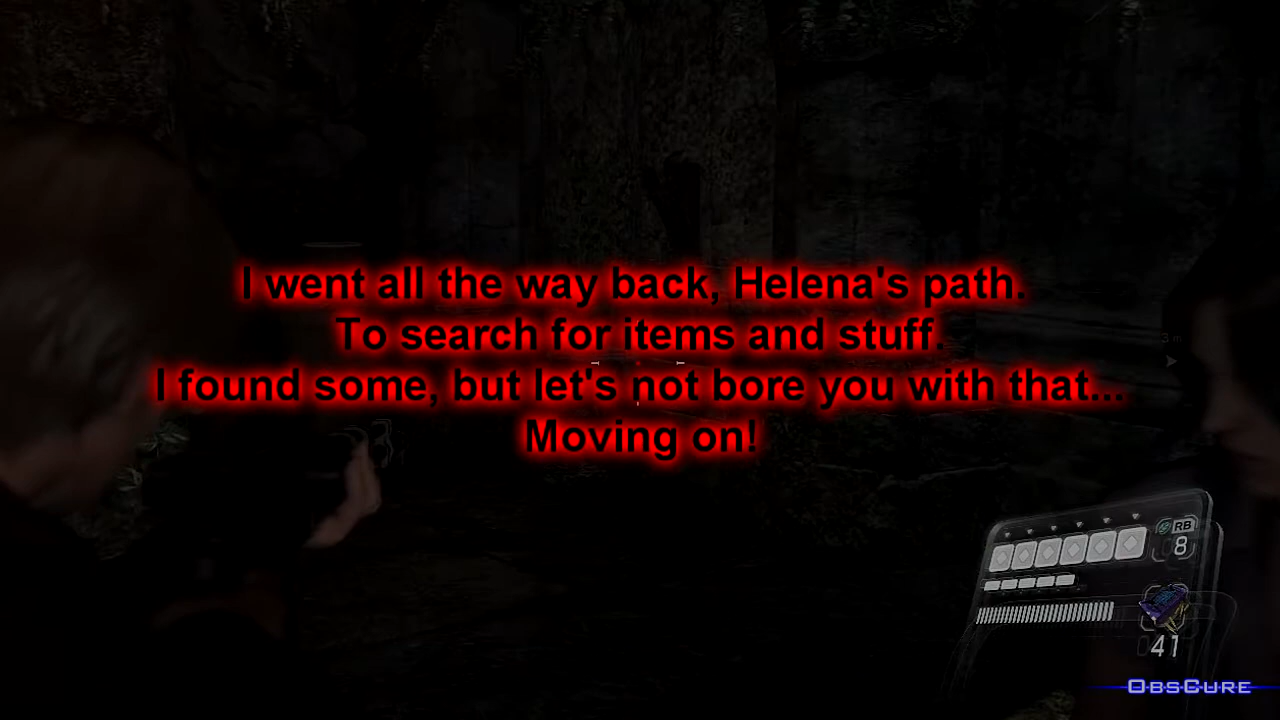 I went all the way back, Helena's path.
To search for items and stuff.
I found some, but let's not bore you with that...
Moving on!
3 m
RB
8
41
ObsCure